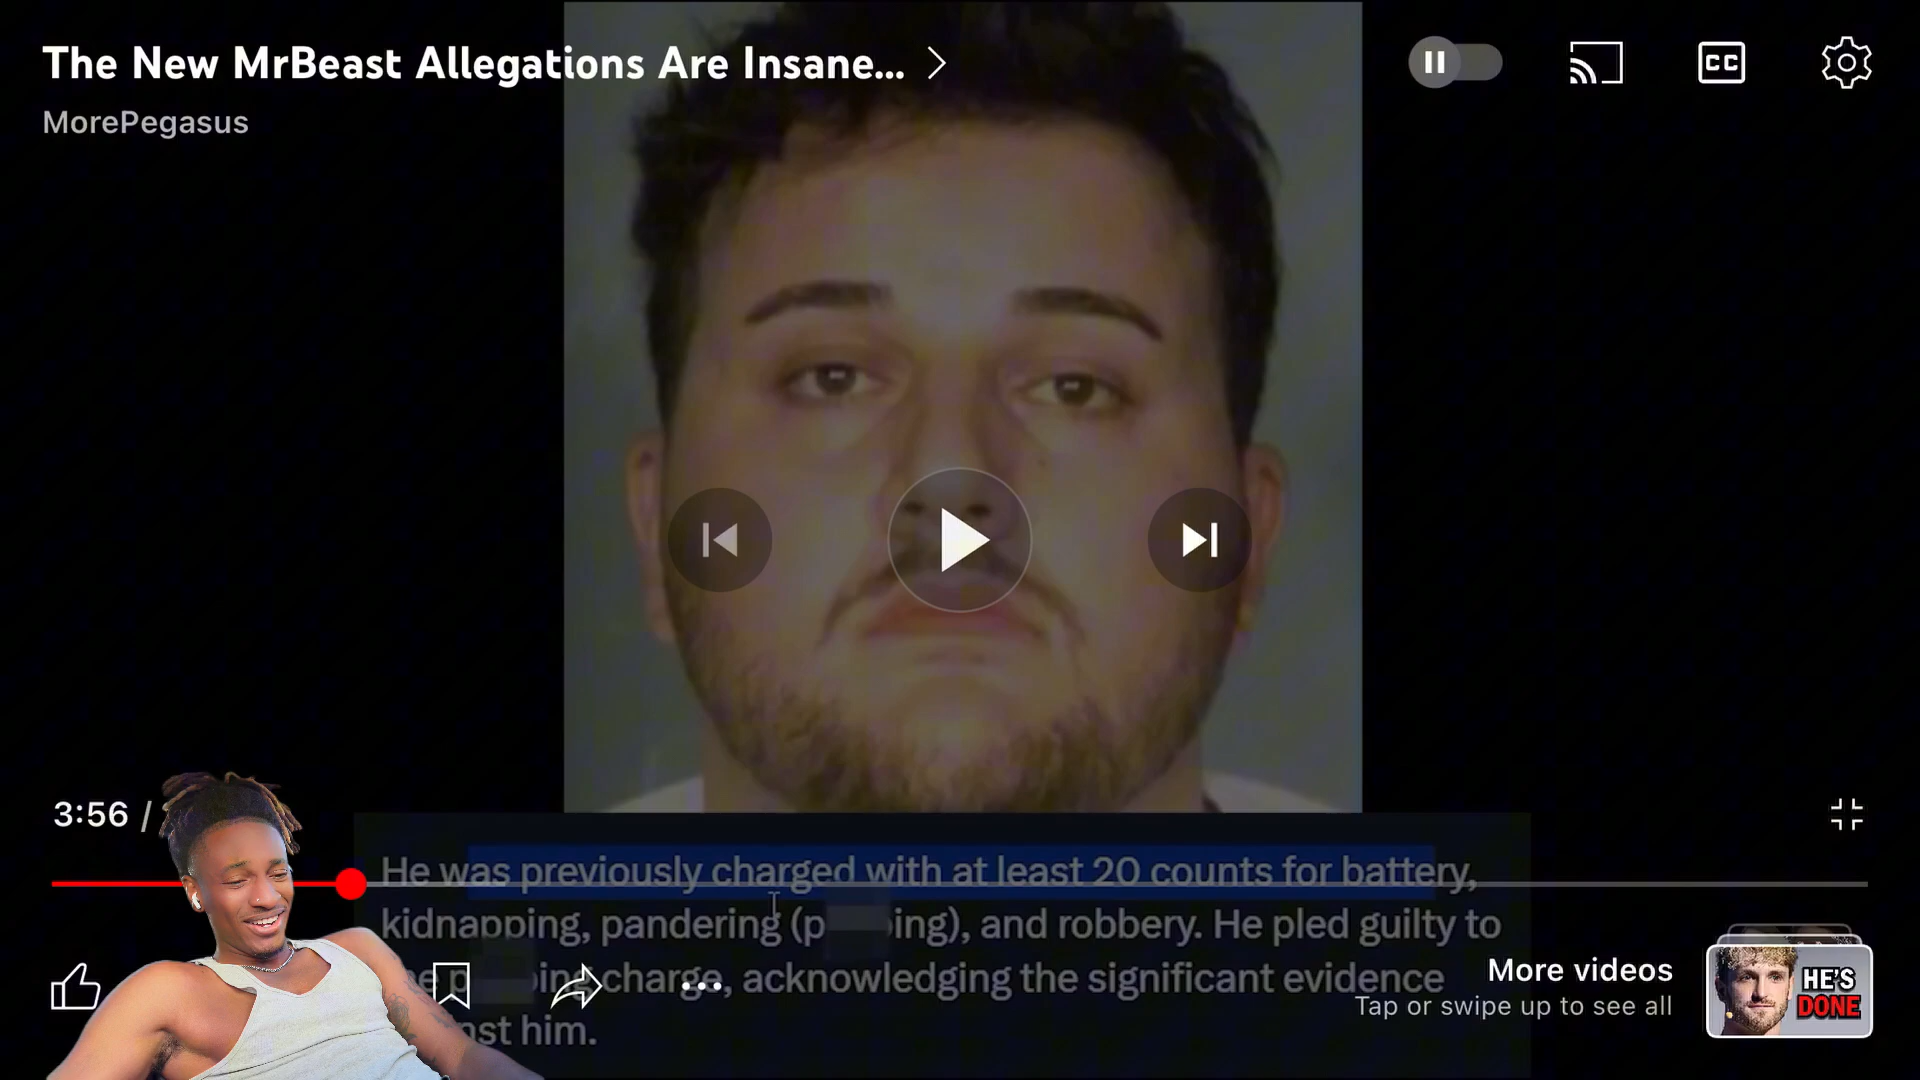 The New MrBeast Allegations Are Insane...
MorePegasus
CC
3:56 /
He was previously charged with at least 20 counts for battery,
kidnapping, pandering (p ing), and robbery. He pled guilty to
charge, acknowledging the significant evidence
him.
More videos
Tap or swipe up to see all
HE'S
DONE